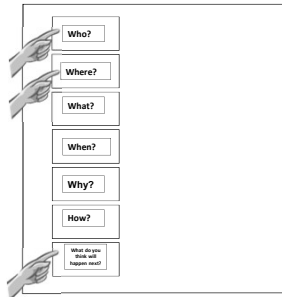 Who?
Where?
What?
When?
Why?
How?
What do you
think will
happen next?